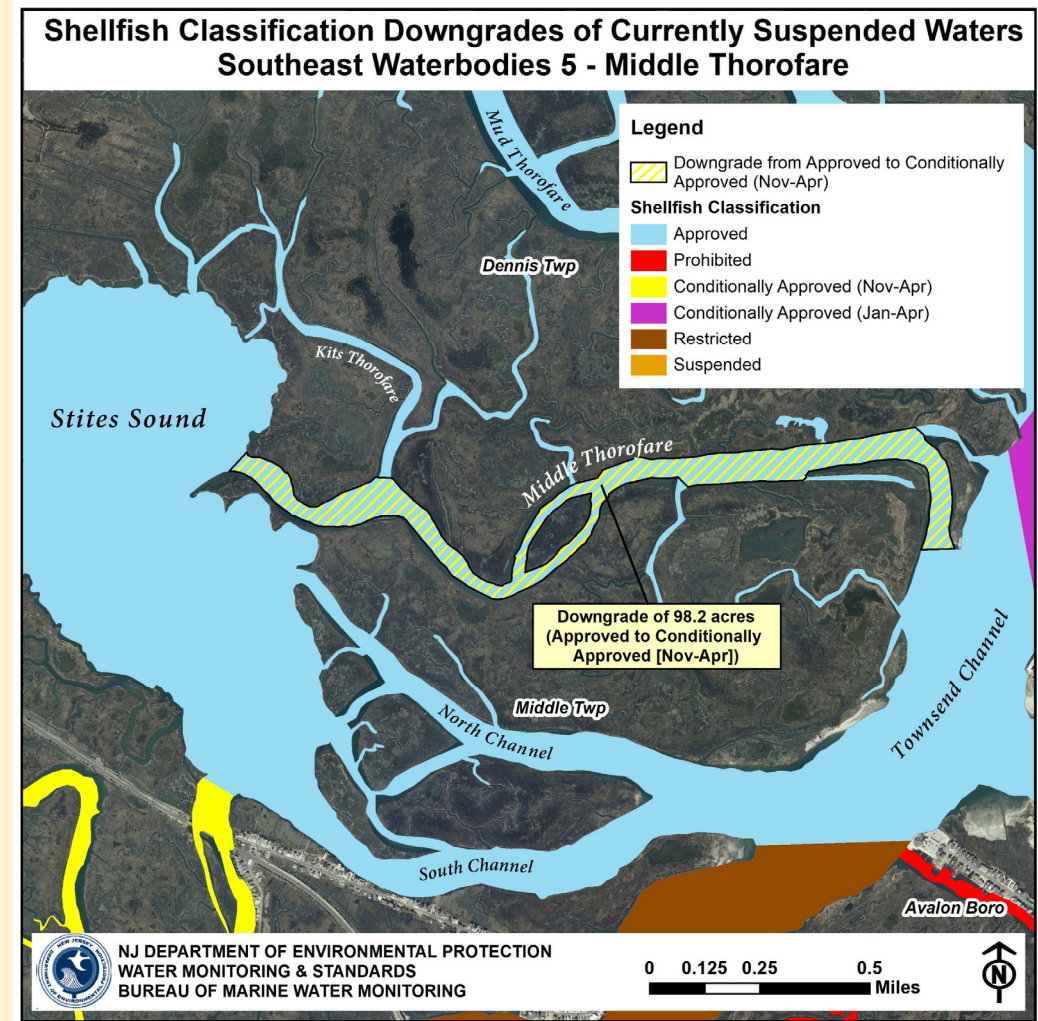 Shellfish Classification Downgrades of Currently Suspended Waters
Southeast Waterbodies 5 - Middle Thorofare
Legend
Downgrade from Approved to Conditionally
Approved (Nov-Apr)
Shellfish Classification
Approved
Prohibited
Conditionally Approved (Nov-Apr)
Conditionally Approved (Jan-Apr)
Restricted
Suspended
Mud Thorofare
Dennis Twp
Kits Thorofare
Stites Sound
Middle Thorofare
Downgrade of 98.2 acres
(Approved to Conditionally
Approved [Nov-Apr])
Middle Twp
North Channel
Townsend Channel
South Channel
Avalon Boro
NJ DEPARTMENT OF ENVIRONMENTAL PROTECTION
WATER MONITORING & STANDARDS
BUREAU OF MARINE WATER MONITORING
0 0.125 0.25 0.5
Miles
N